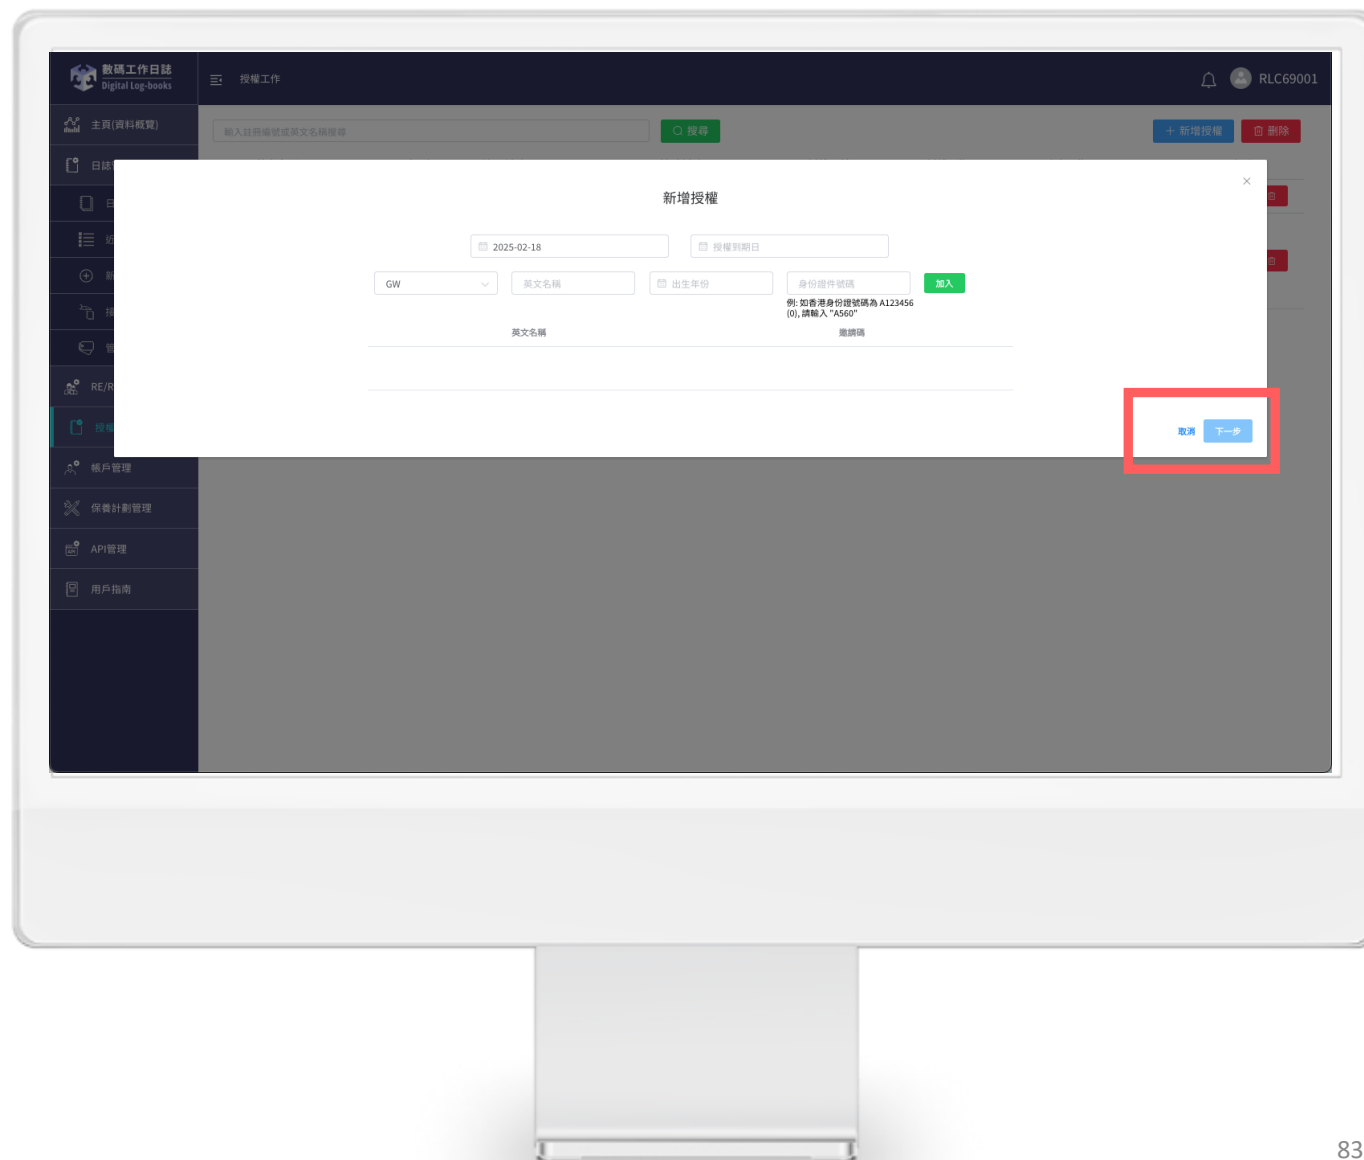 數碼工作日誌
Digital Log-books
授權工作
RLC69001
主頁(資料概覽)
輸入註冊編號或英文名稱搜尋
搜尋
+ 新增授權
刪除
日誌
新增授權
2025-02-18
授權到期日
GW
英文名稱
出生年份
身份證件號碼
加入
例: 如香港身份證號碼為 A123456
(0), 請輸入 "A560"
英文名稱
邀請碼
RE/R
授權
取消
下一步
帳戶管理
保養計劃管理
API管理
用戶指南
83